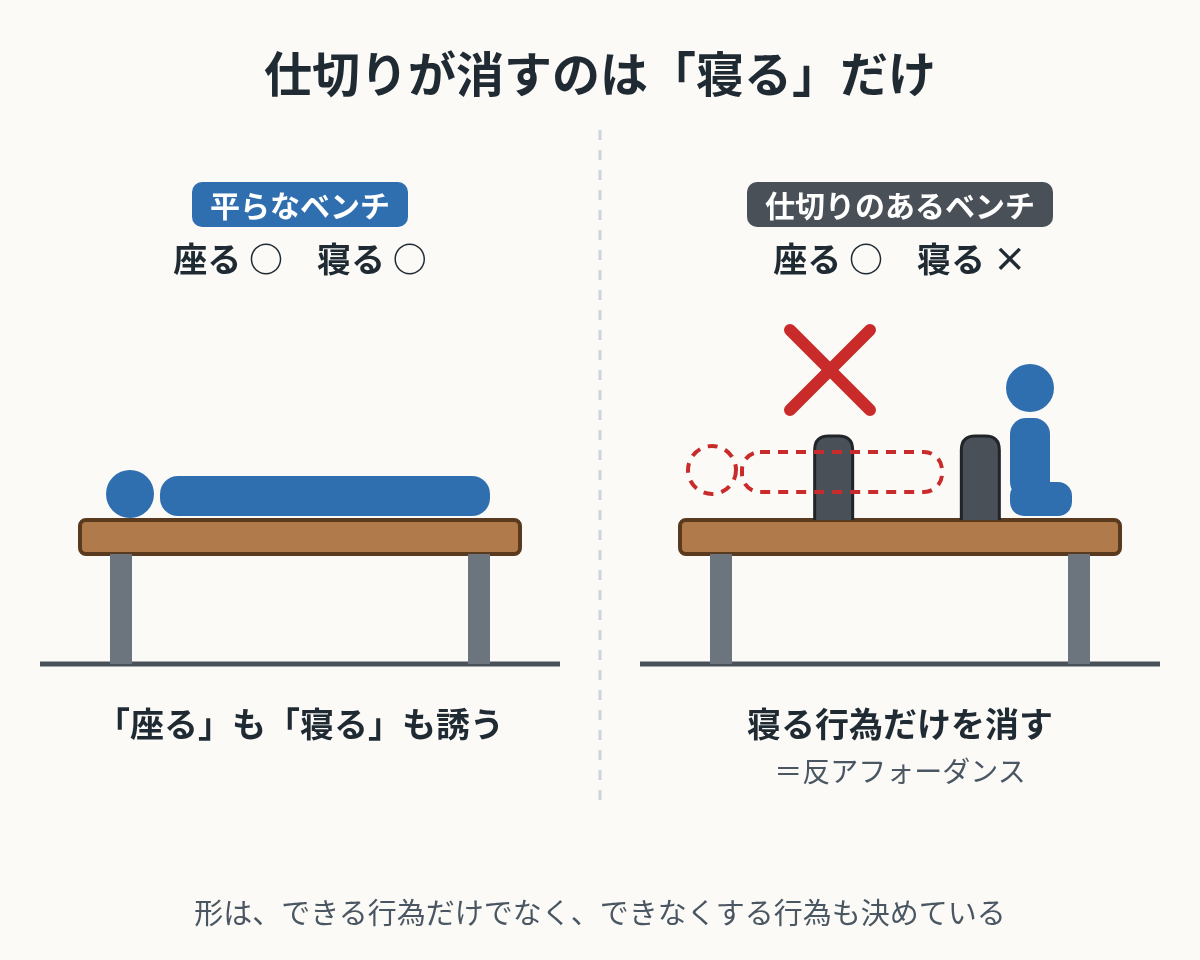 仕切りが消すのは「寝る」だけ
平らなベンチ
座る ○　寝る ○
「座る」も「寝る」も誘う
仕切りのあるベンチ
座る ○　寝る ×
寝る行為だけを消す
＝反アフォーダンス
形は、できる行為だけでなく、できなくする行為も決めている